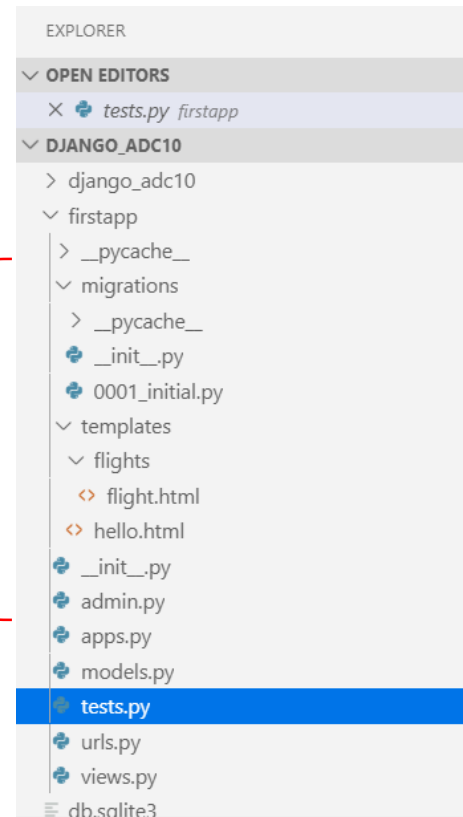 EXPLORER
OPEN EDITORS
tests.py firstapp
DJANGO_ADC10
django_adc10
firstapp
__pycache__
migrations
__pycache_
__init__.py
0001_initial.py
templates
flights
flight.html
hello.html
__init__.py
admin.py
apps.py
models.py
tests.py
urls.py
views.py
db.sqlite3